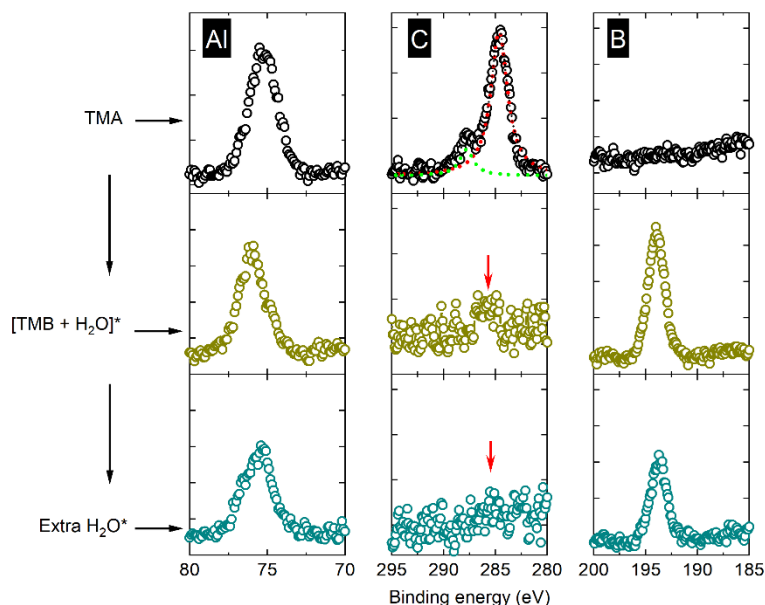 Al
C
B
TMA
[TMB + H₂O]*
Extra H₂O*
80 75 70
295 290 285 280
200 195 190 185
Binding energy (eV)